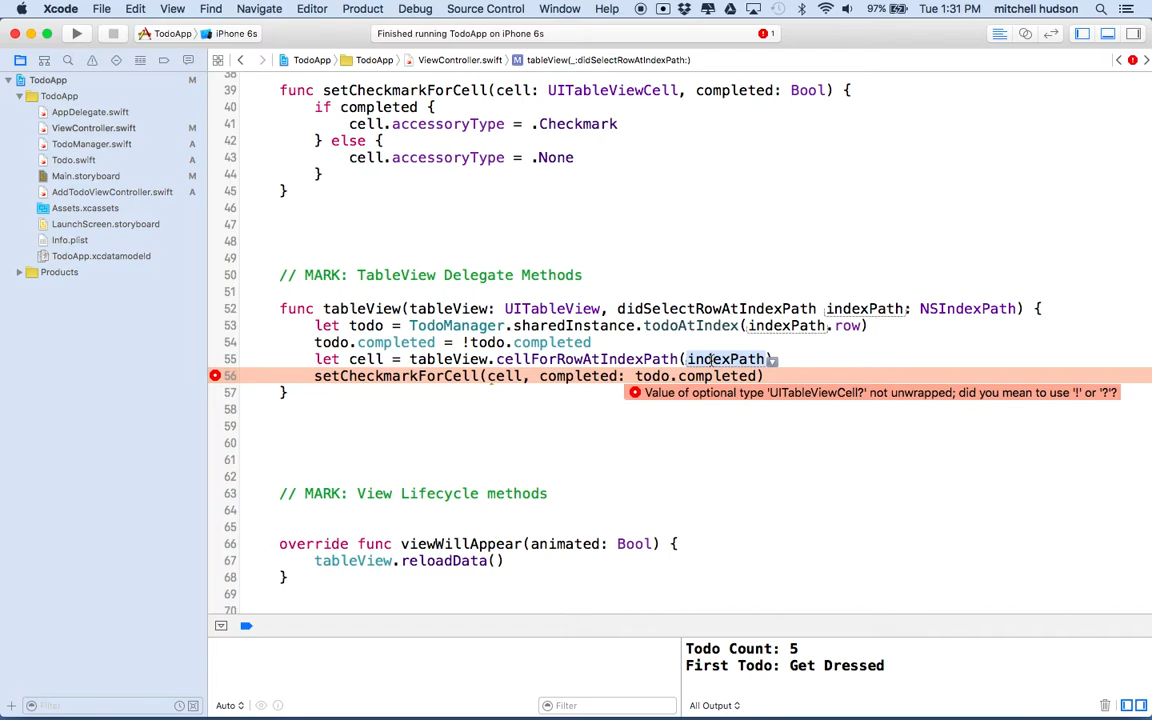 Xcode File Edit View Find Navigate Editor Product Debug Source Control Window Help 97% Tue 1:31 PM mitchell hudson
TodoApp iPhone 6s Finished running TodoApp on iPhone 6s 1
TodoApp TodoApp ViewController.swift M tableView(_:didSelectRowAtIndexPath:)
TodoApp M
TodoApp
AppDelegate.swift
ViewController.swift M
TodoManager.swift A
Todo.swift A
Main.storyboard M
AddTodoViewController.swift A
Assets.xcassets
LaunchScreen.storyboard
Info.plist
TodoApp.xcdatamodeld
Products
Filter
38
39 func setCheckmarkForCell(cell: UITableViewCell, completed: Bool) {
40 if completed {
41 cell.accessoryType = .Checkmark
42 } else {
43 cell.accessoryType = .None
44 }
45 }
46
47
48
49
50 // MARK: TableView Delegate Methods
51
52 func tableView(tableView: UITableView, didSelectRowAtIndexPath indexPath: NSIndexPath) {
53 let todo = TodoManager.sharedInstance.todoAtIndex(indexPath.row)
54 todo.completed = !todo.completed
55 let cell = tableView.cellForRowAtIndexPath(indexPath)
56 setCheckmarkForCell(cell, completed: todo.completed)
57 }
Value of optional type 'UITableViewCell?' not unwrapped; did you mean to use '!' or '?'?
58
59
60
61
62
63 // MARK: View Lifecycle methods
64
65
66 override func viewWillAppear(animated: Bool) {
67 tableView.reloadData()
68 }
69
70
Todo Count: 5
First Todo: Get Dressed
Auto Filter All Output